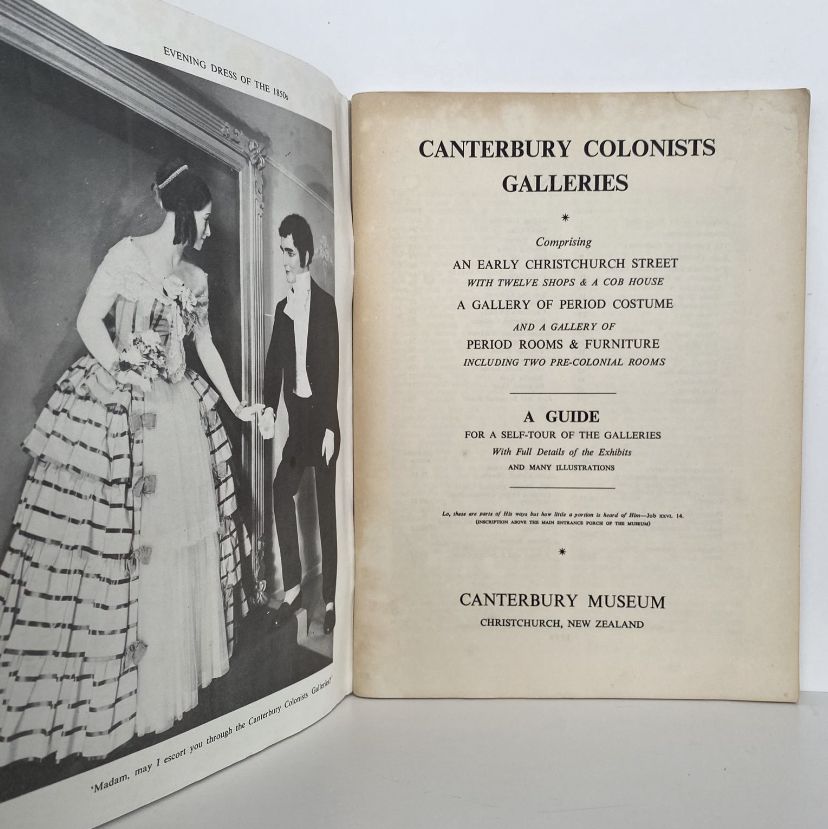 EVENING DRESS OF THE 1850s
'Madam, may I escort you through the Canterbury Colonists Galleries?'
CANTERBURY COLONISTS
GALLERIES
*
Comprising
AN EARLY CHRISTCHURCH STREET
WITH TWELVE SHOPS & A COB HOUSE
A GALLERY OF PERIOD COSTUME
AND A GALLERY OF
PERIOD ROOMS & FURNITURE
INCLUDING TWO PRE-COLONIAL ROOMS
A GUIDE
FOR A SELF-TOUR OF THE GALLERIES
With Full Details of the Exhibits
AND MANY ILLUSTRATIONS
Lo, these are parts of His ways but how little a portion is heard of Him—Job XXVI. 14.
(INSCRIPTION ABOVE THE MAIN ENTRANCE PORCH OF THE MUSEUM)
*
CANTERBURY MUSEUM
CHRISTCHURCH, NEW ZEALAND